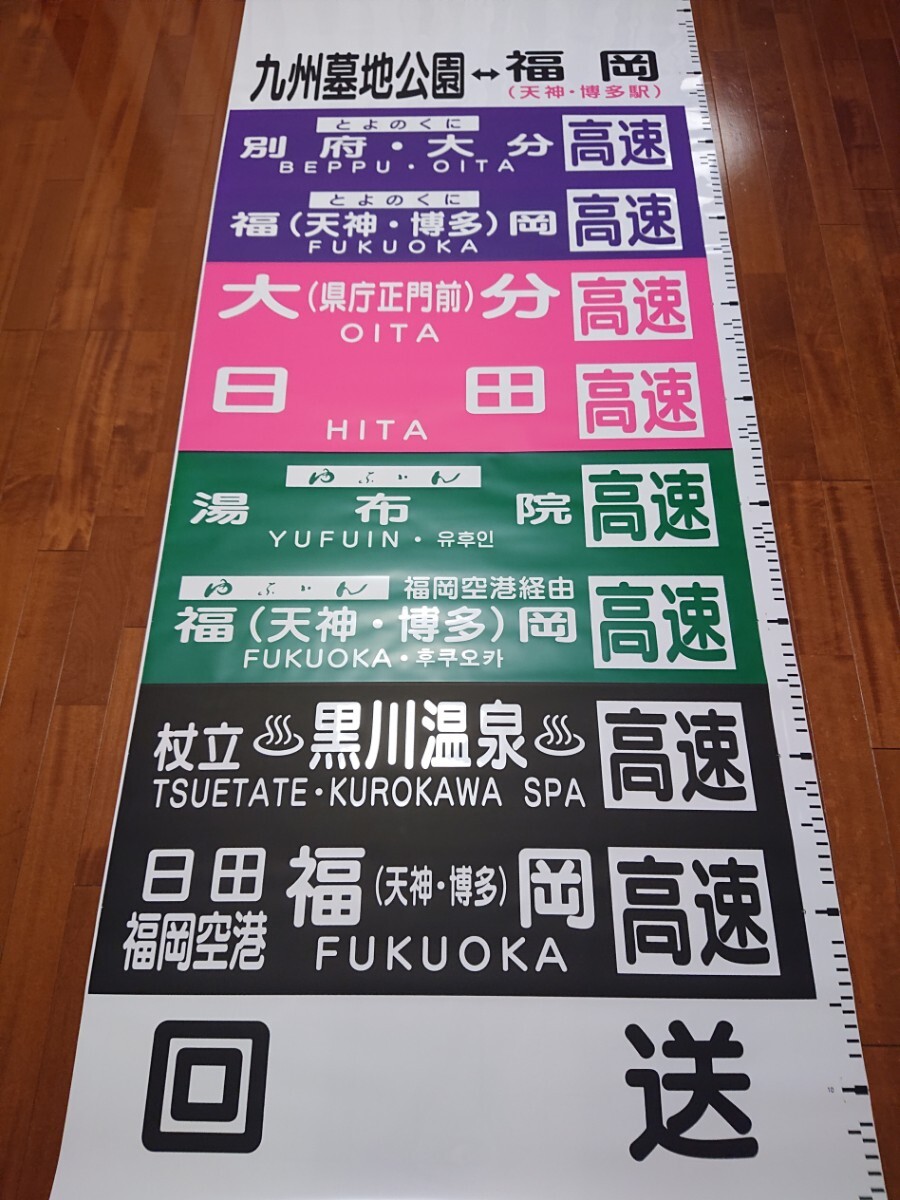 九州墓地公園↔福岡
(天神・博多駅)
とよのくに
別府・大分 高速
BEPPU・OITA
とよのくに
福(天神・博多)岡 高速
FUKUOKA
大(県庁正門前)分 高速
OITA
日田 高速
HITA
ゆふいん
湯布院 高速
YUFUIN・유후인
ゆふいん 福岡空港経由
福(天神・博多)岡 高速
FUKUOKA・후쿠오카
杖立♨黒川温泉♨ 高速
TSUETATE・KUROKAWA SPA
日田 福(天神・博多)岡 高速
福岡空港 FUKUOKA
回送